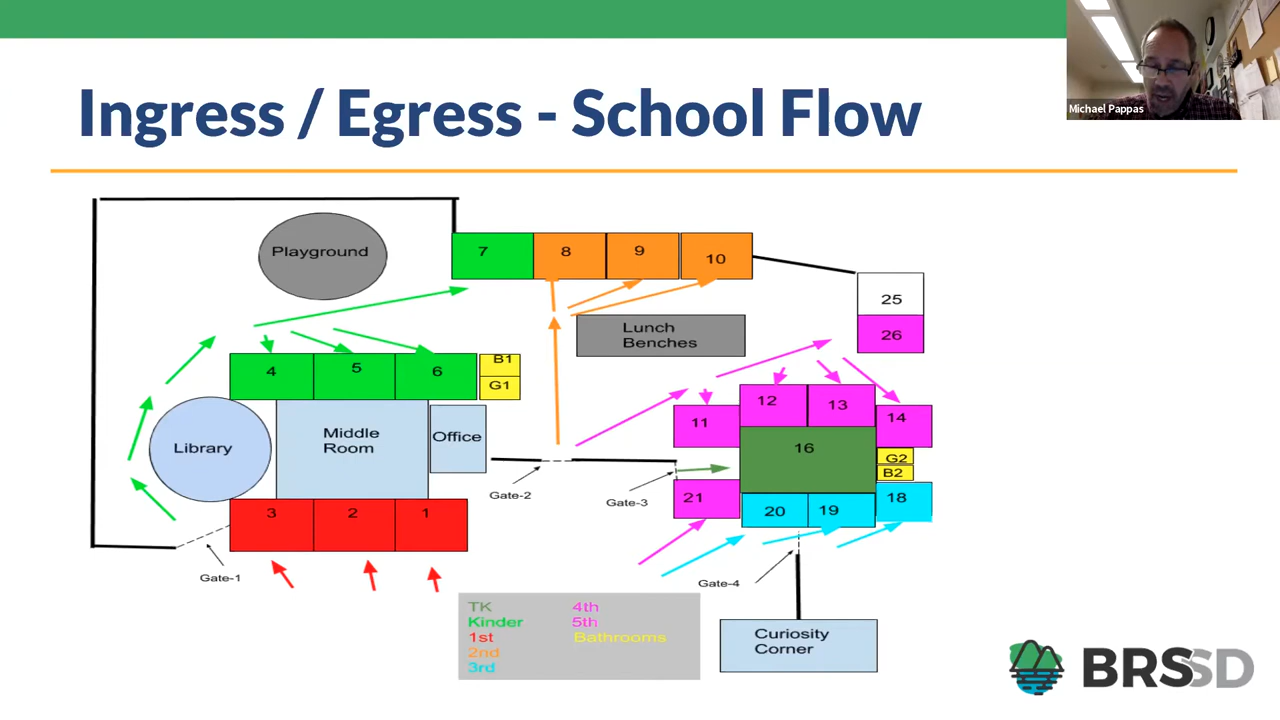 Michael Pappas
Ingress / Egress - School Flow
Playground
7
8
9
10
25
26
Lunch
Benches
4
5
6
B1
G1
12
13
11
14
Library
Middle
Room
Office
16
G2
B2
Gate-2
Gate-3
21
18
20
19
3
2
1
Gate-1
Gate-4
TK
Kinder
1st
2nd
3rd
4th
5th
Bathrooms
Curiosity
Corner
BRSSD